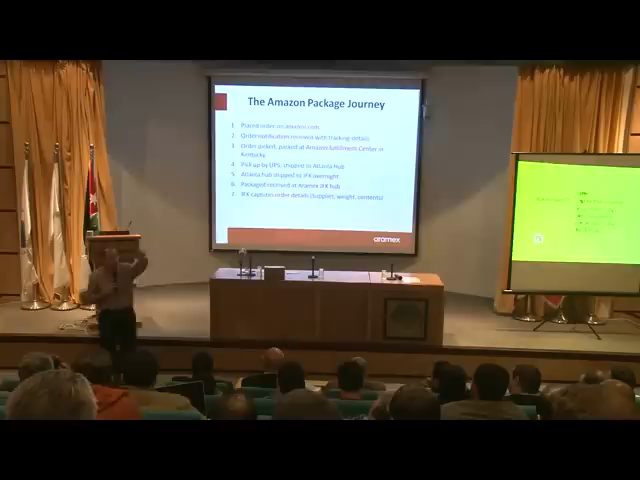 The Amazon Package Journey
1. Placed order on amazon.com
2. Order notification received with tracking details
3. Order picked, packed at Amazon fulfillment Center in
Kentucky
4. Pick up by UPS, shipped to Atlanta Hub
5. Atlanta hub shipped to JFK overnight
6. Packaged received at Aramex JFK hub
7. JFK captures order details (Supplier, weight, contents)
aramex